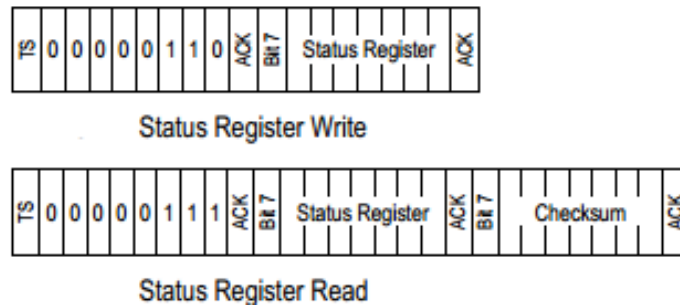 TS 0 0 0 0 0 1 1 0 ACK Bit 7 Status Register ACK
Status Register Write
TS 0 0 0 0 0 1 1 1 ACK Bit 7 Status Register ACK Bit 7 Checksum ACK
Status Register Read